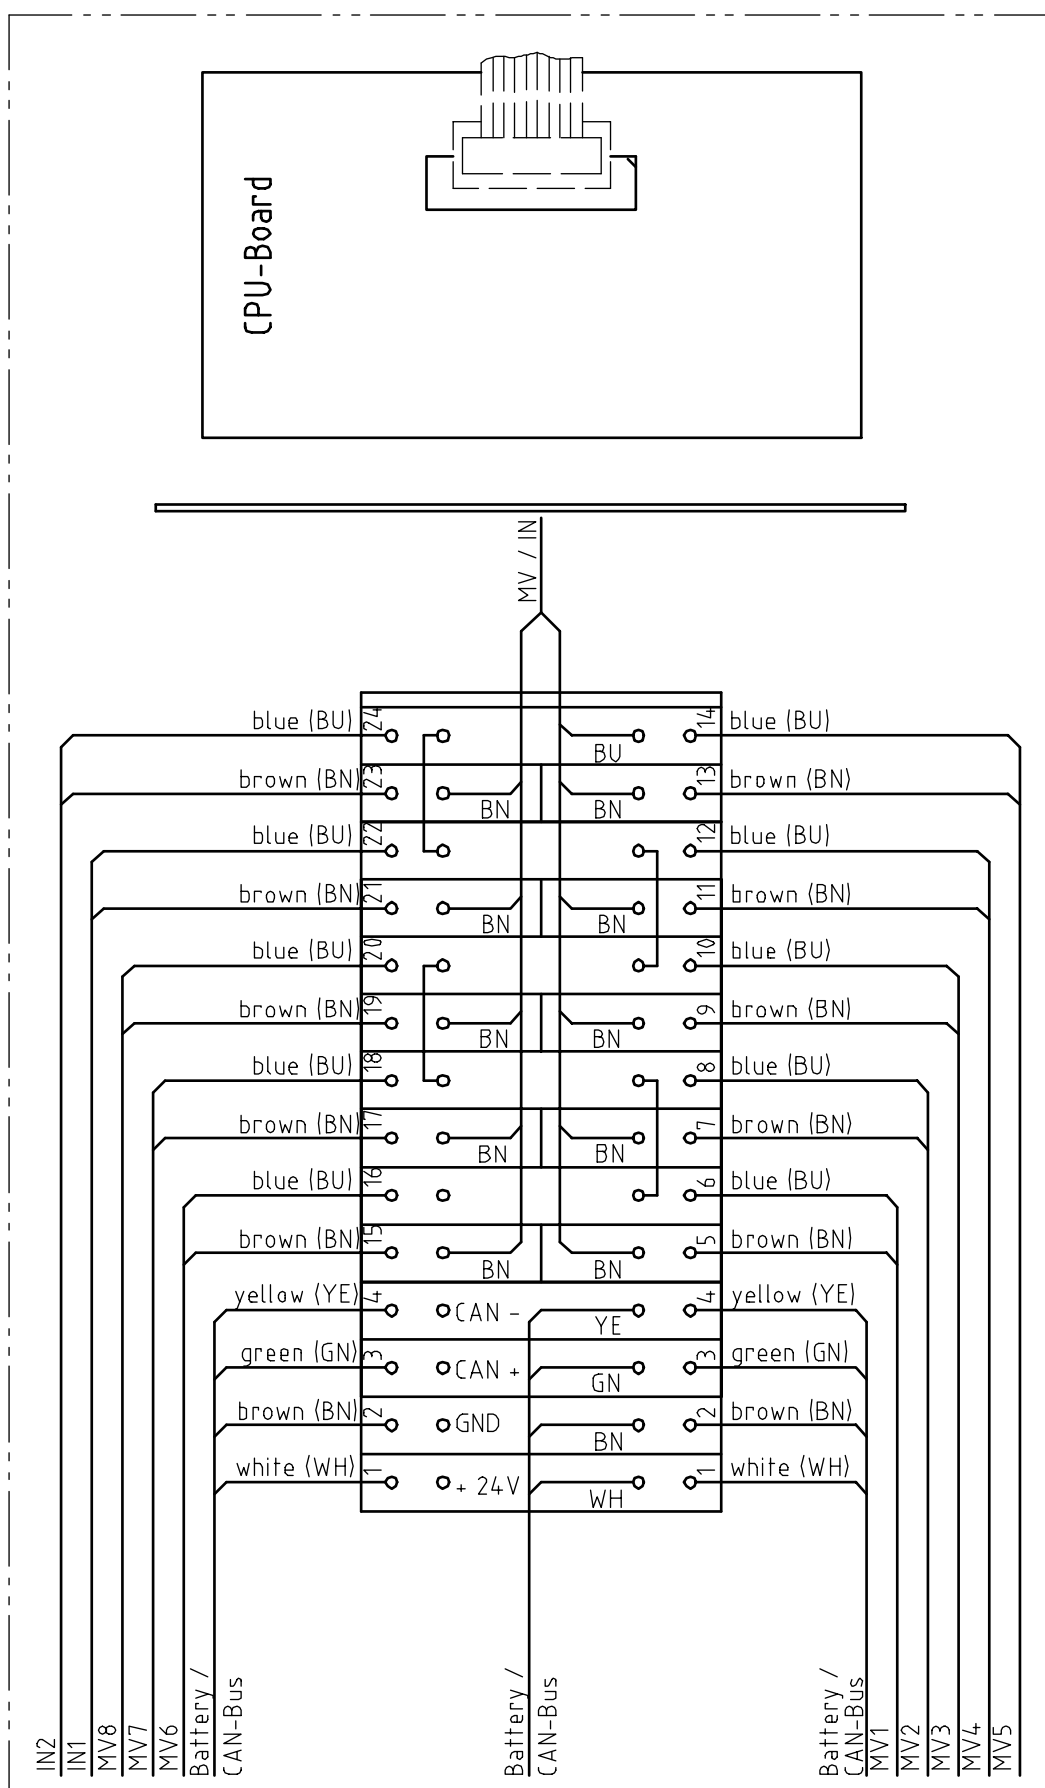 CPU-Board
MV / IN
blue (BU) 24 14 blue (BU)
BU
brown (BN) 23 13 brown (BN)
BN BN
blue (BU) 22 12 blue (BU)
brown (BN) 21 11 brown (BN)
BN BN
blue (BU) 20 10 blue (BU)
brown (BN) 19 9 brown (BN)
BN BN
blue (BU) 18 8 blue (BU)
brown (BN) 17 7 brown (BN)
BN BN
blue (BU) 16 6 blue (BU)
brown (BN) 15 5 brown (BN)
BN BN
yellow (YE) 4 CAN - 4 yellow (YE)
YE
green (GN) 3 CAN + 3 green (GN)
GN
brown (BN) 2 GND 2 brown (BN)
BN
white (WH) 1 + 24V 1 white (WH)
WH
IN2
IN1
MV8
MV7
MV6
Battery /
CAN-Bus
Battery /
CAN-Bus
Battery /
CAN-Bus
MV1
MV2
MV3
MV4
MV5